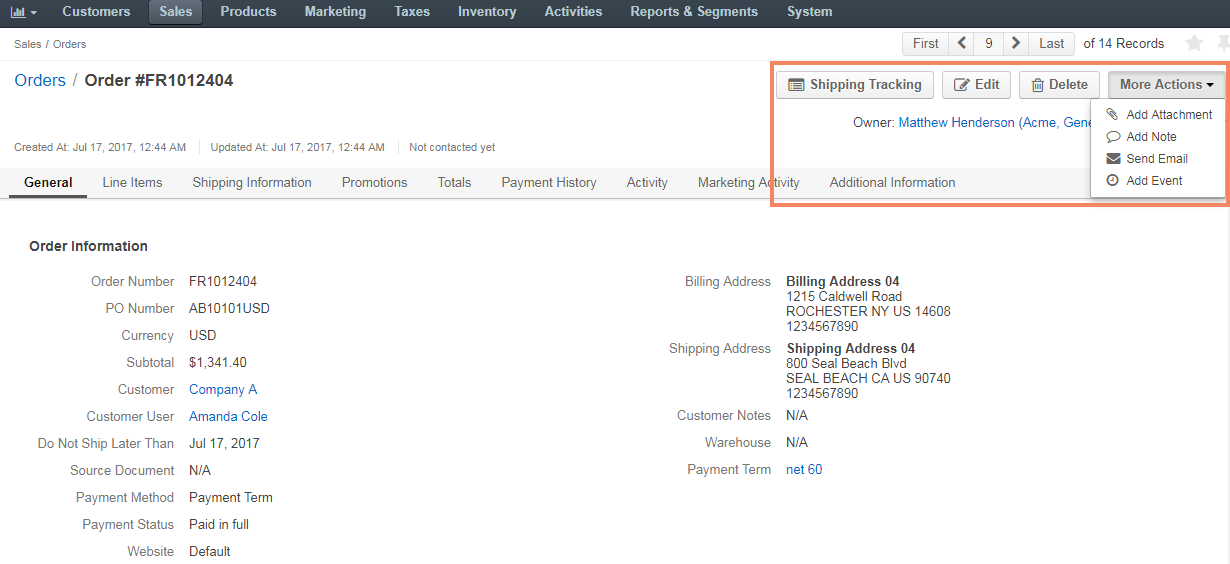 Customers Sales Products Marketing Taxes Inventory Activities Reports & Segments System
Sales / Orders First 9 Last of 14 Records
Orders / Order #FR1012404 Shipping Tracking Edit Delete More Actions
Owner: Matthew Henderson (Acme, Gene
Add Attachment
Add Note
Send Email
Add Event
Created At: Jul 17, 2017, 12:44 AM Updated At: Jul 17, 2017, 12:44 AM Not contacted yet
General Line Items Shipping Information Promotions Totals Payment History Activity Marketing Activity Additional Information
Order Information
Order Number FR1012404
PO Number AB10101USD
Currency USD
Subtotal $1,341.40
Customer Company A
Customer User Amanda Cole
Do Not Ship Later Than Jul 17, 2017
Source Document N/A
Payment Method Payment Term
Payment Status Paid in full
Website Default
Billing Address Billing Address 04
1215 Caldwell Road
ROCHESTER NY US 14608
1234567890
Shipping Address Shipping Address 04
800 Seal Beach Blvd
SEAL BEACH CA US 90740
1234567890
Customer Notes N/A
Warehouse N/A
Payment Term net 60